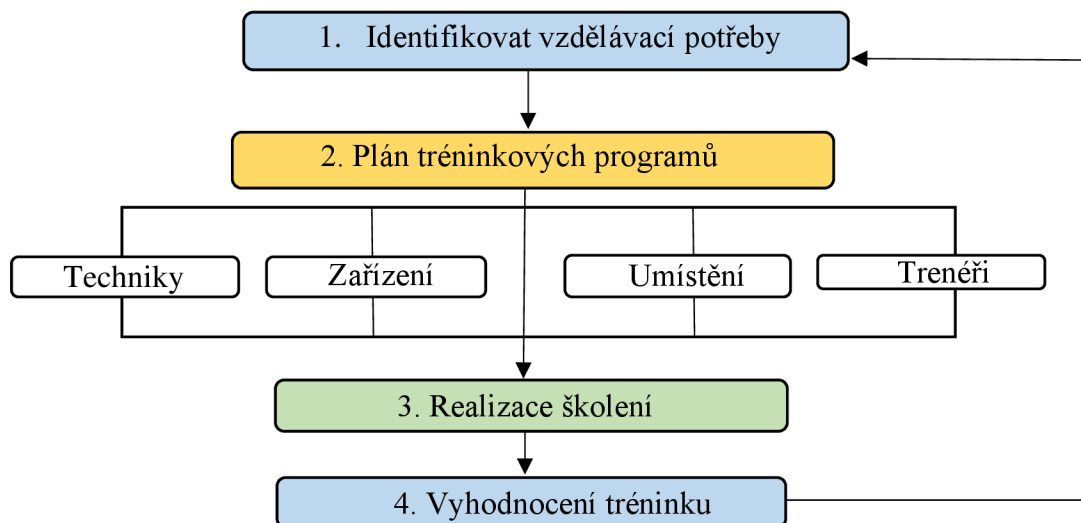 1. Identifikovat vzdělávací potřeby
2. Plán tréninkových programů
Techniky
Zařízení
Umístění
Trenéři
3. Realizace školení
4. Vyhodnocení tréninku